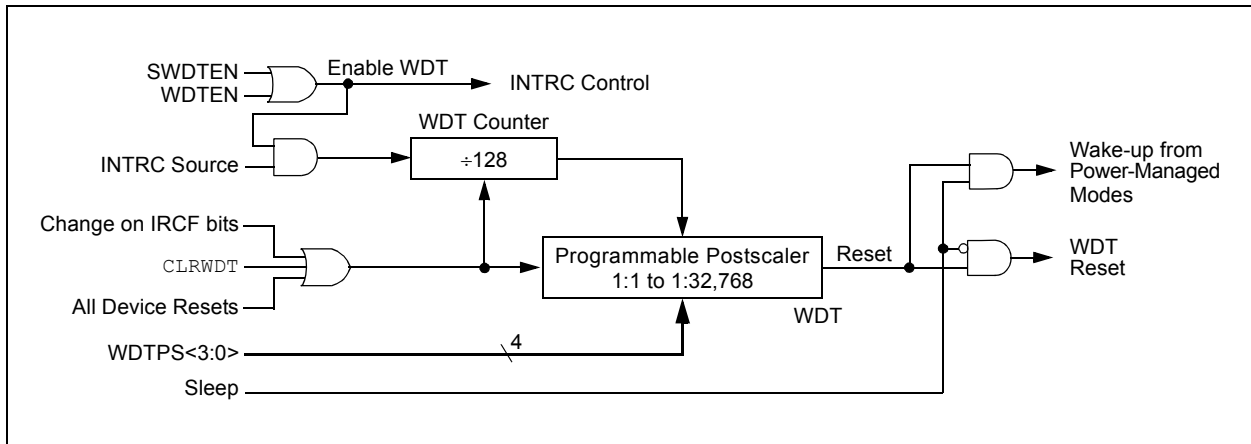 SWDTEN
WDTEN
Enable WDT
INTRC Control
WDT Counter
INTRC Source
÷128
Wake-up from
Power-Managed
Modes
Change on IRCF bits
CLRWDT
All Device Resets
Programmable Postscaler
1:1 to 1:32,768
Reset
WDT
WDT
Reset
WDTPS<3:0>
4
Sleep